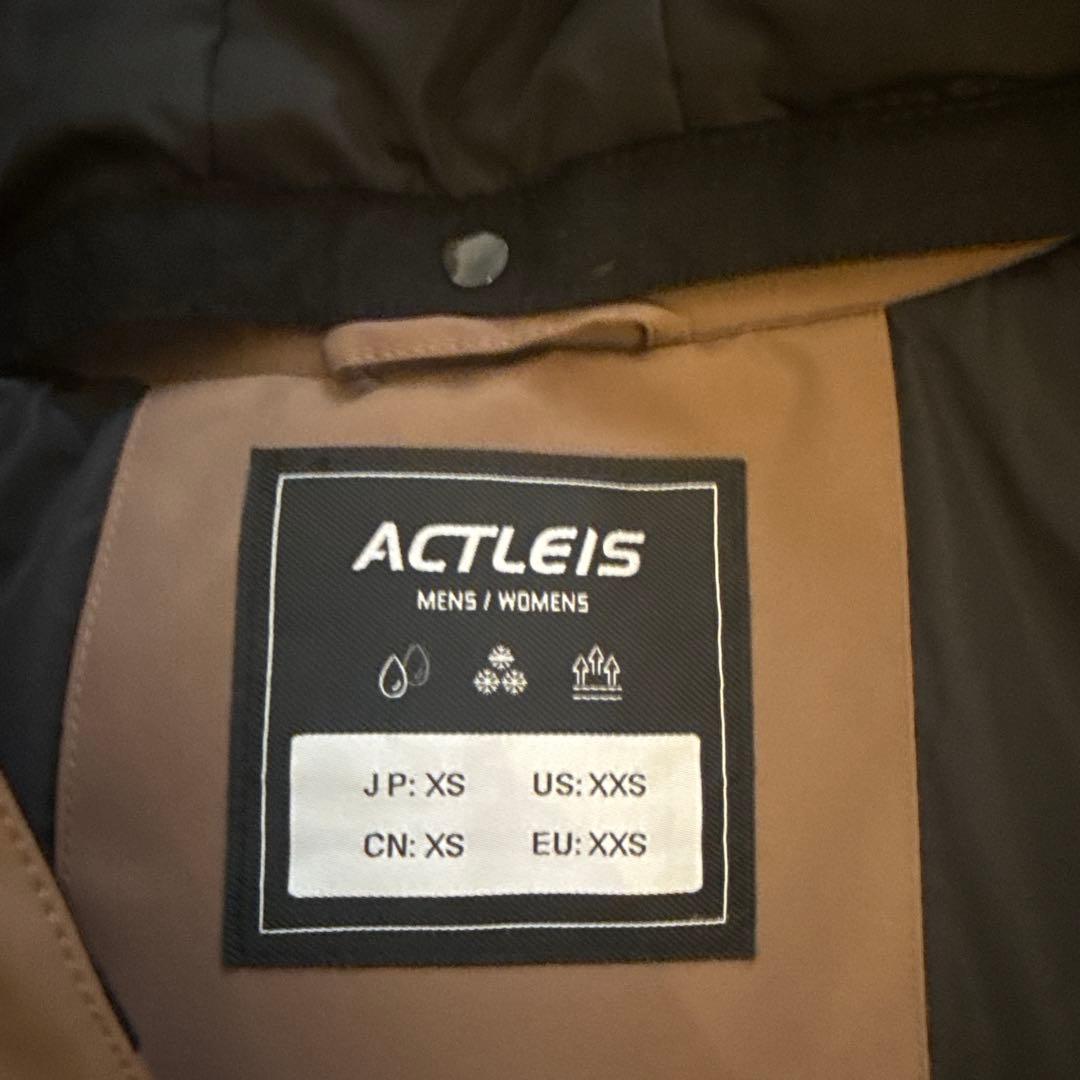 ACTLEIS
MENS / WOMENS
JP: XS US: XXS
CN: XS EU: XXS